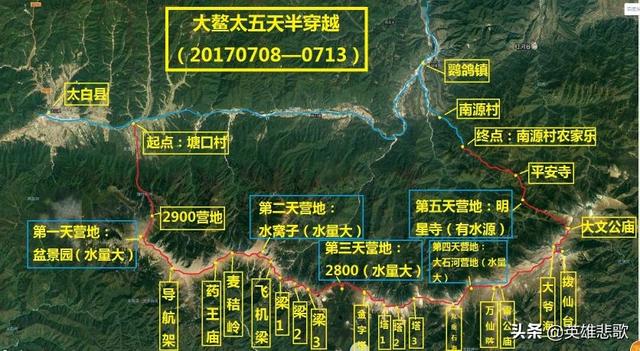 大鳌太五天半穿越
（20170708—0713）
太白县
鹦鸽镇
南源村
起点：塘口村
终点：南源村农家乐
平安寺
2900营地
第一天营地：
盆景园（水量大）
第二天营地：
水窝子（水量大）
第三天营地：
2800（水量大）
第四天营地：
大石河营地（水量
大）
第五天营地：明
星寺（有水源）
大文公庙
导航架
药王庙
麦秸岭
飞机梁
梁1
梁2
梁3
塔1
塔2
塔3
万仙阵
大爷海
拔仙台
头条 @英雄悲歌